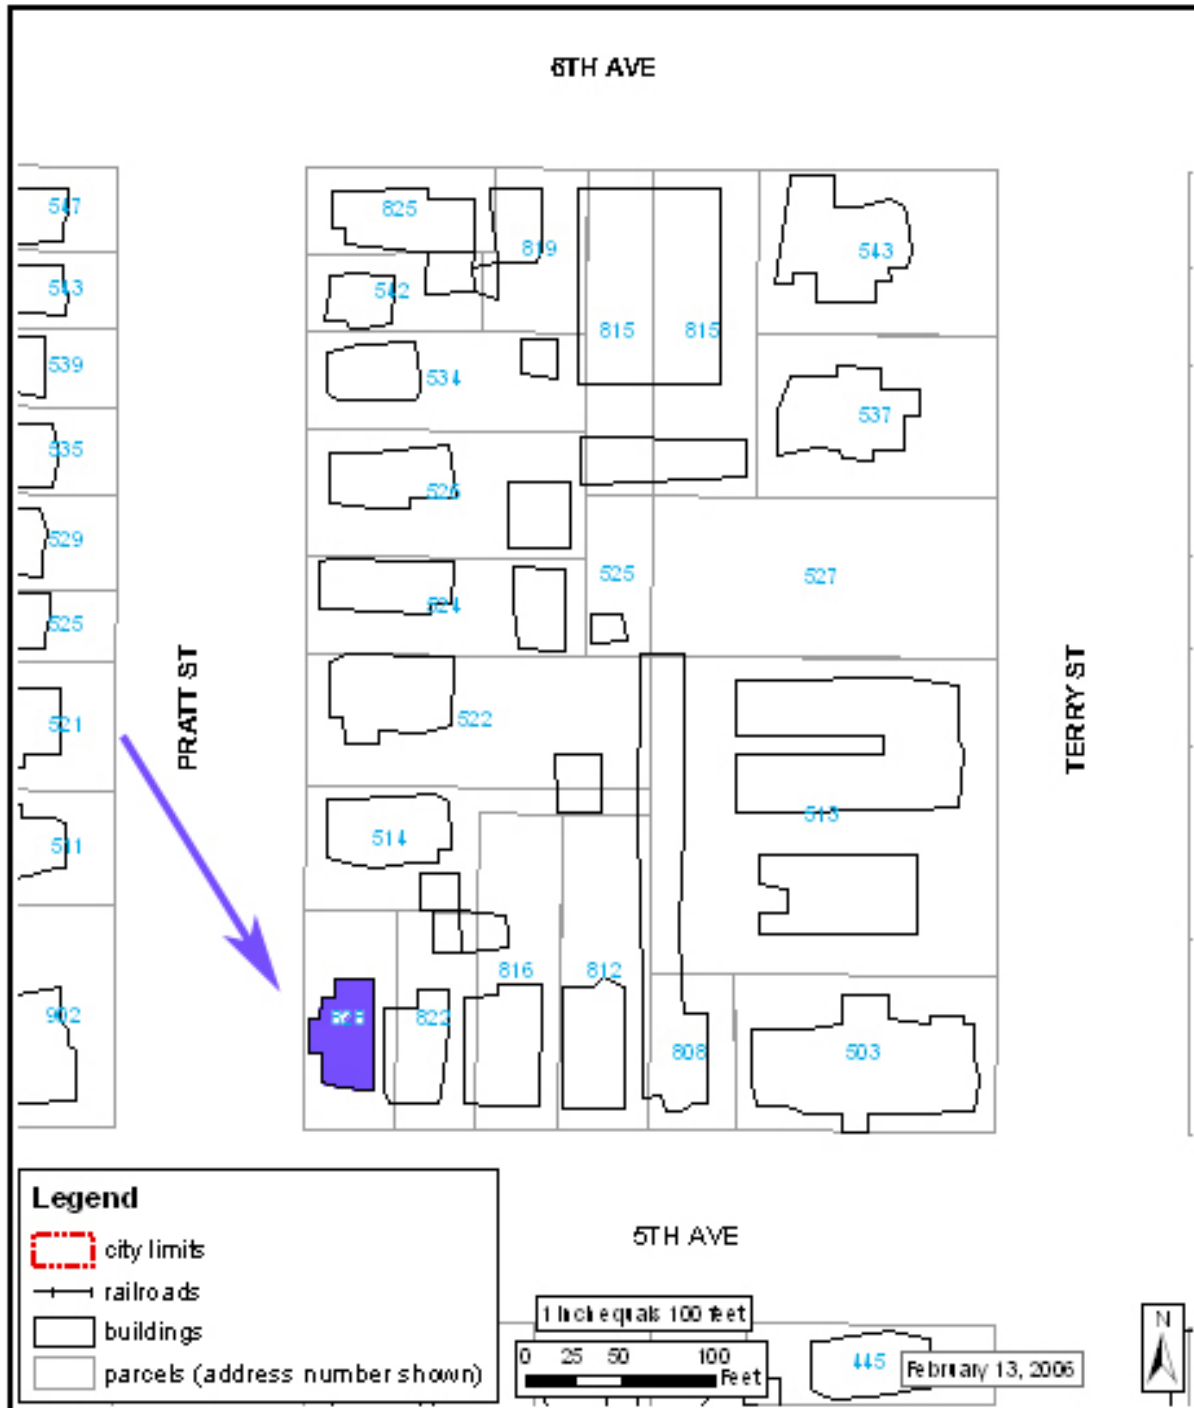 6TH AVE
547
825
819
543
543
542
815
815
539
534
537
535
526
529
525
527
524
525
522
521
PRATT ST
TERRY ST
513
514
511
816
812
902
822
808
503
Legend
city limits
railroads
buildings
parcels (address number shown)
5TH AVE
1 Inch equals 100 feet
0 25 50 100
Feet
445
February 13, 2006
N